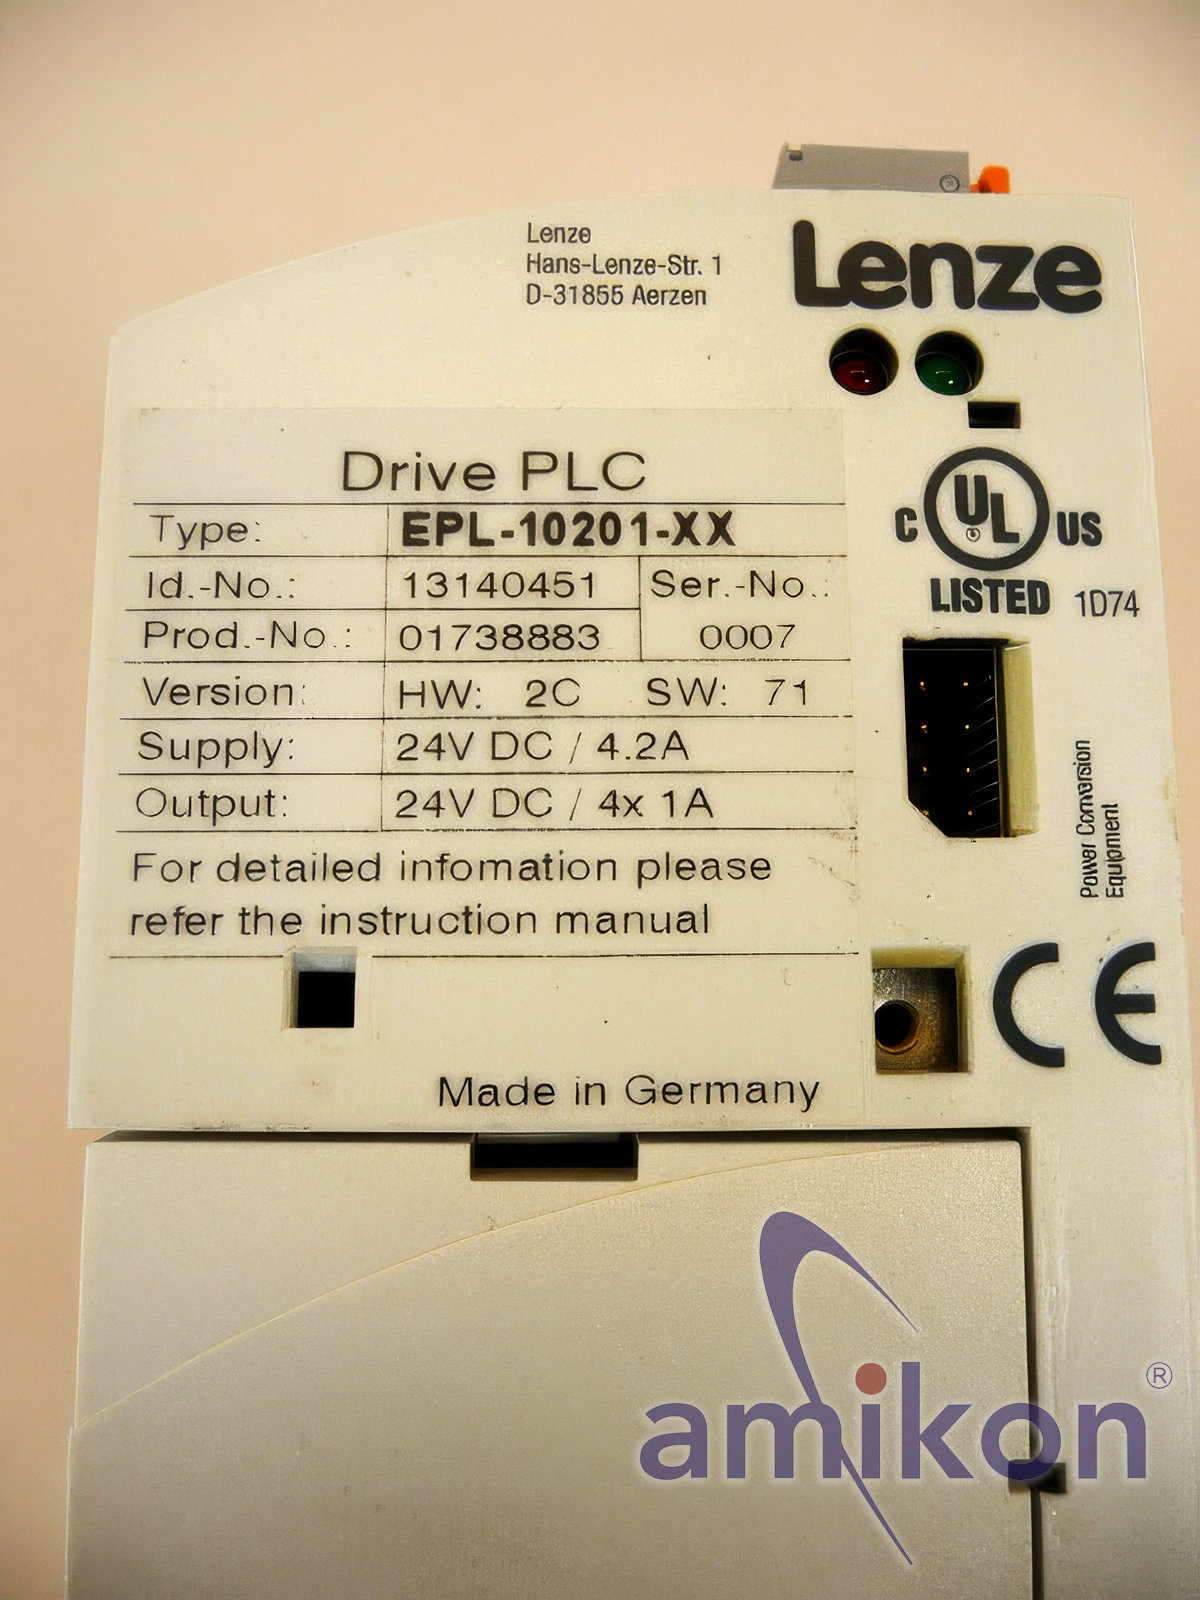 Lenze
Hans-Lenze-Str. 1
D-31855 Aerzen
Lenze
Drive PLC
Type: EPL-10201-XX
Id.-No.: 13140451 Ser.-No.:
Prod.-No.: 01738883 0007
Version: HW: 2C SW: 71
Supply: 24V DC / 4.2A
Output: 24V DC / 4x 1A
For detailed infomation please
refer the instruction manual
Made in Germany
C UL US
LISTED 1D74
Power Conversion
Equipment
CE
amikon ®